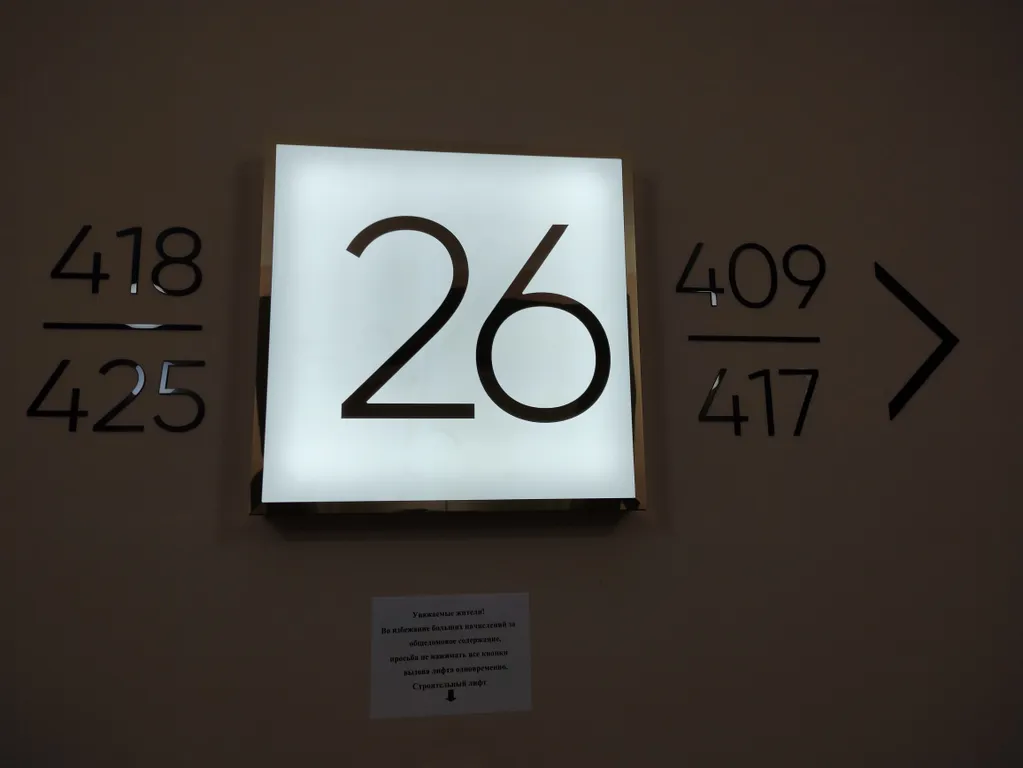 418
425
26
409
417
Уважаемые жители!
Во избежание больших начислений за
общедомовое содержание,
просьба не нажимать все кнопки
вызова лифта одновременно.
Строительный лифт